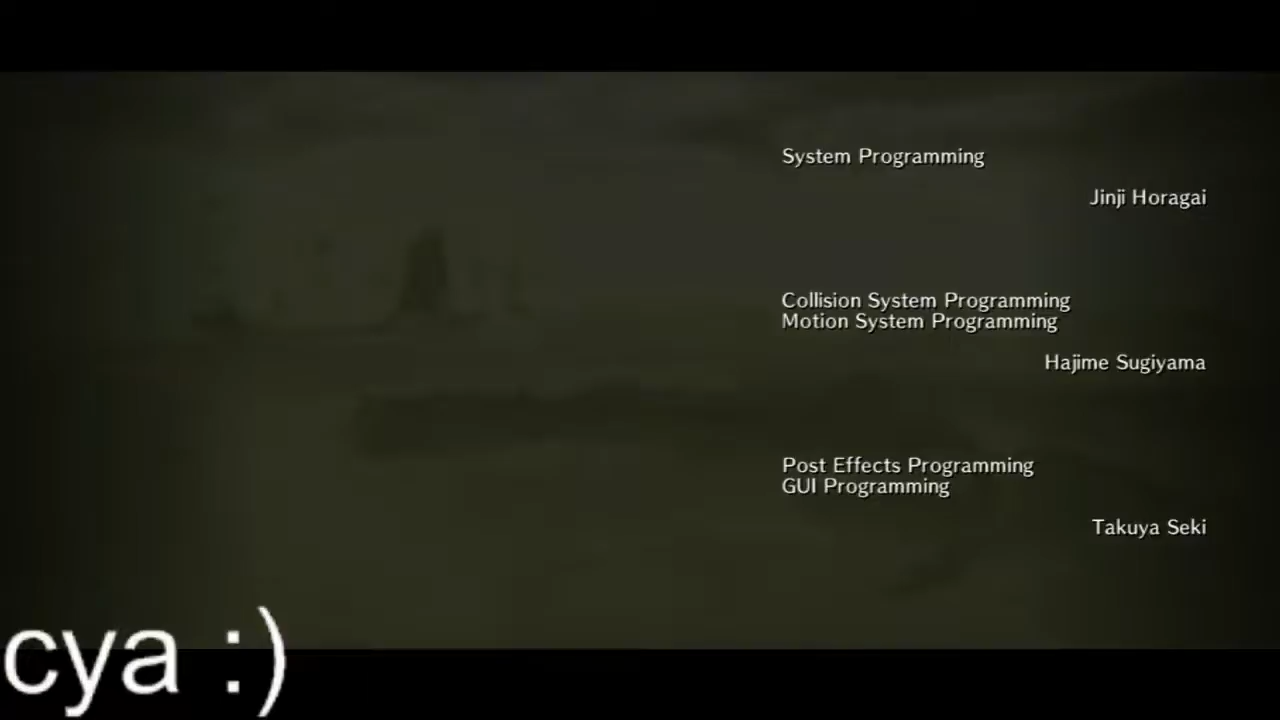 System Programming
Jinji Horagai
Collision System Programming
Motion System Programming
Hajime Sugiyama
Post Effects Programming
GUI Programming
Takuya Seki
cya :)